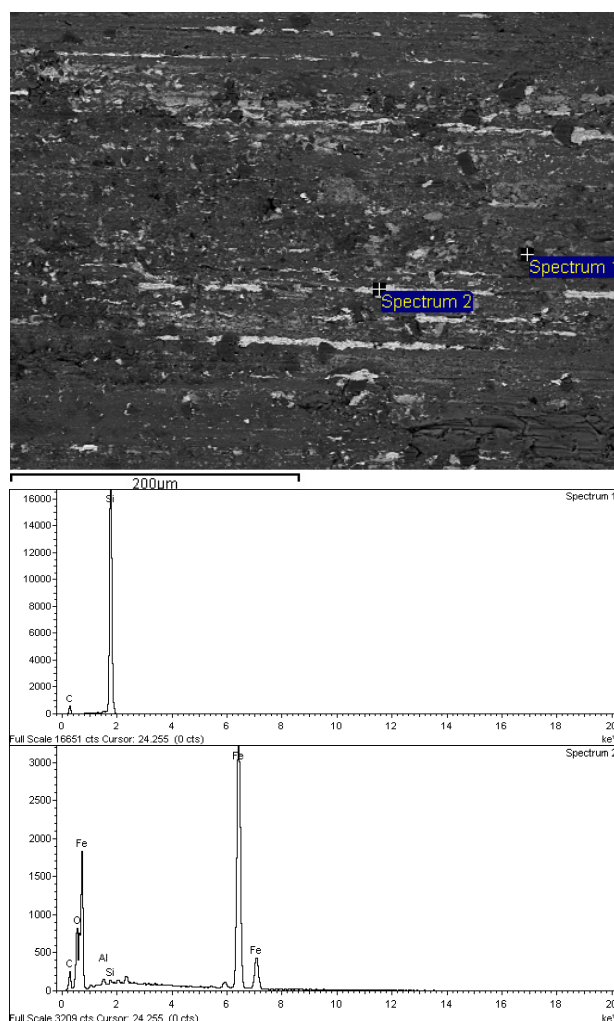 Spectrum 1
Spectrum 2
200µm
Spectrum 1
16000
14000
12000
10000
8000
6000
4000
2000
0
Si
C
0 2 4 6 8 10 12 14 16 18 20
Full Scale 16651 cts Cursor: 24.255 (0 cts)
keV
Spectrum 2
3000
2500
2000
1500
1000
500
0
Fe
Fe
O
C
Al
Si
Fe
0 2 4 6 8 10 12 14 16 18 20
Full Scale 3209 cts Cursor: 24.255 (0 cts)
keV